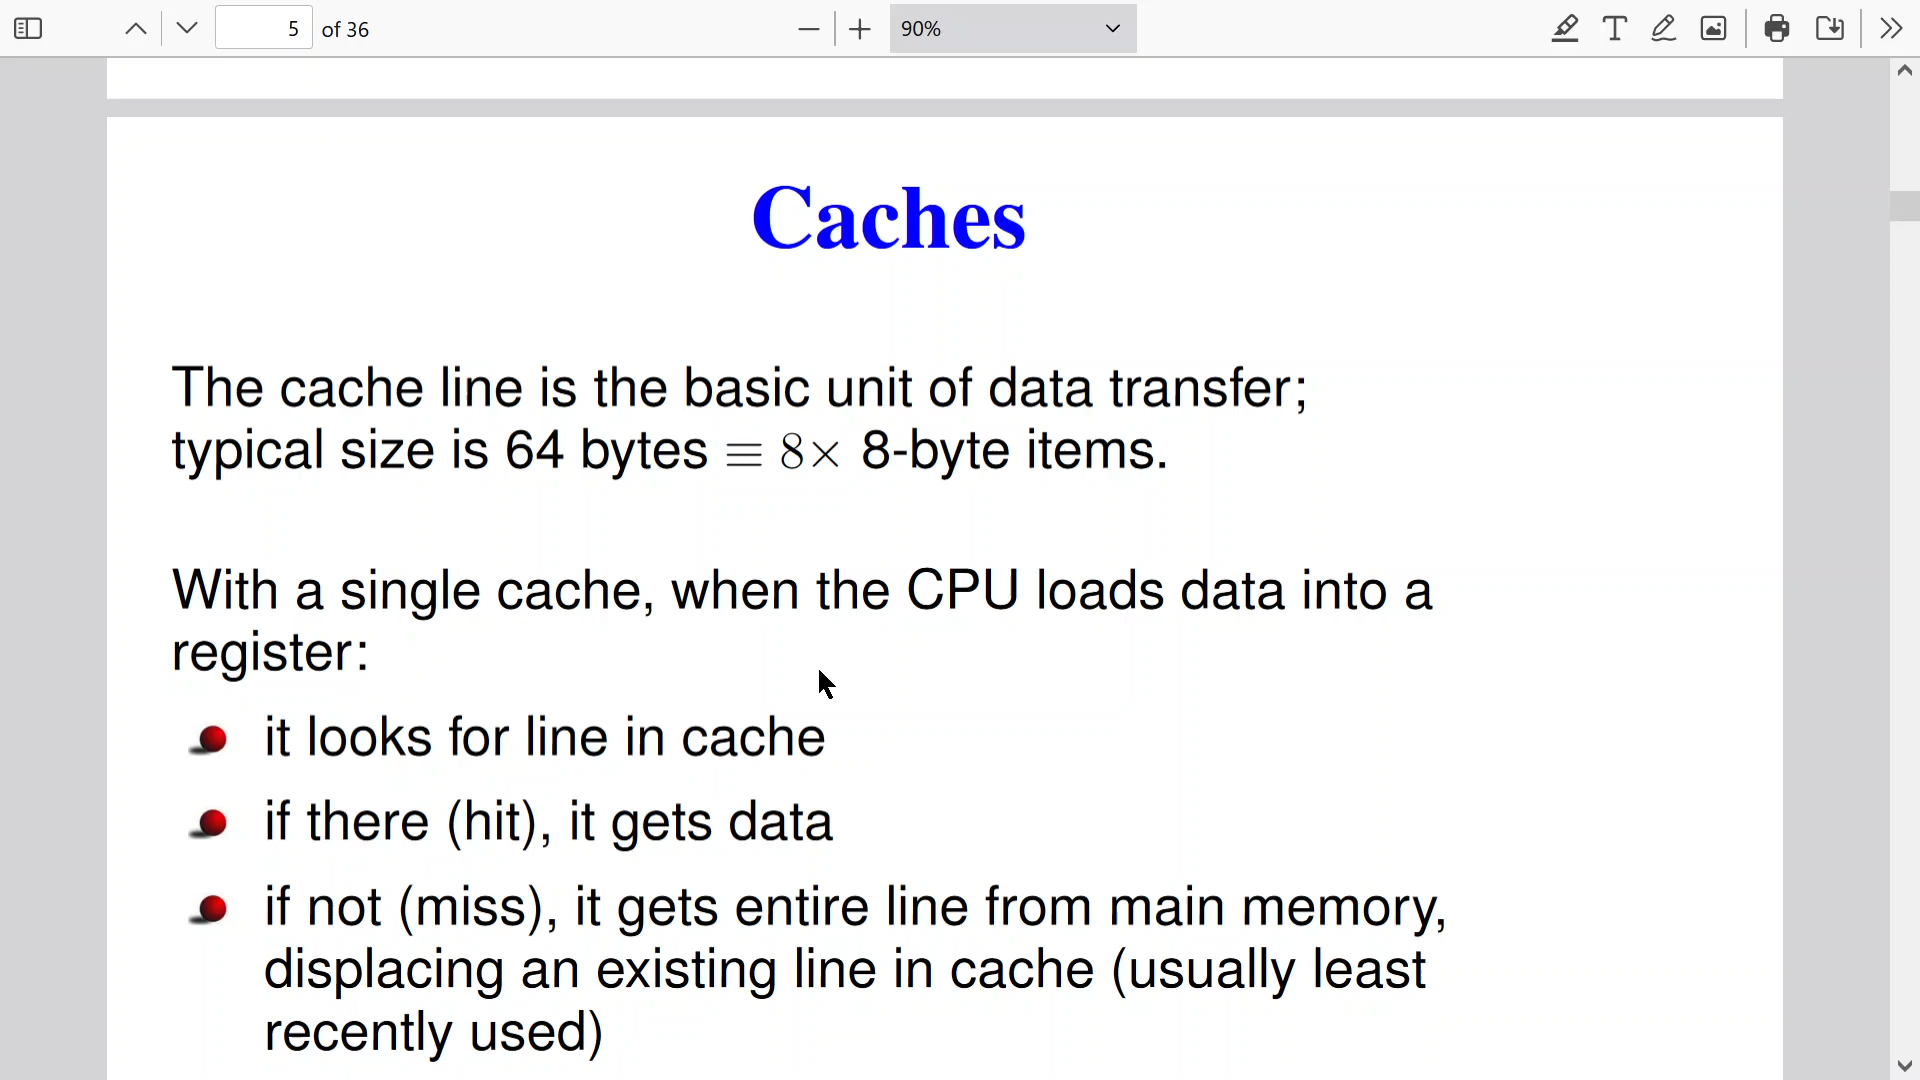 5 of 36 90%
Caches
The cache line is the basic unit of data transfer;
typical size is 64 bytes ≡ 8× 8-byte items.
With a single cache, when the CPU loads data into a
register:
it looks for line in cache
if there (hit), it gets data
if not (miss), it gets entire line from main memory,
displacing an existing line in cache (usually least
recently used)